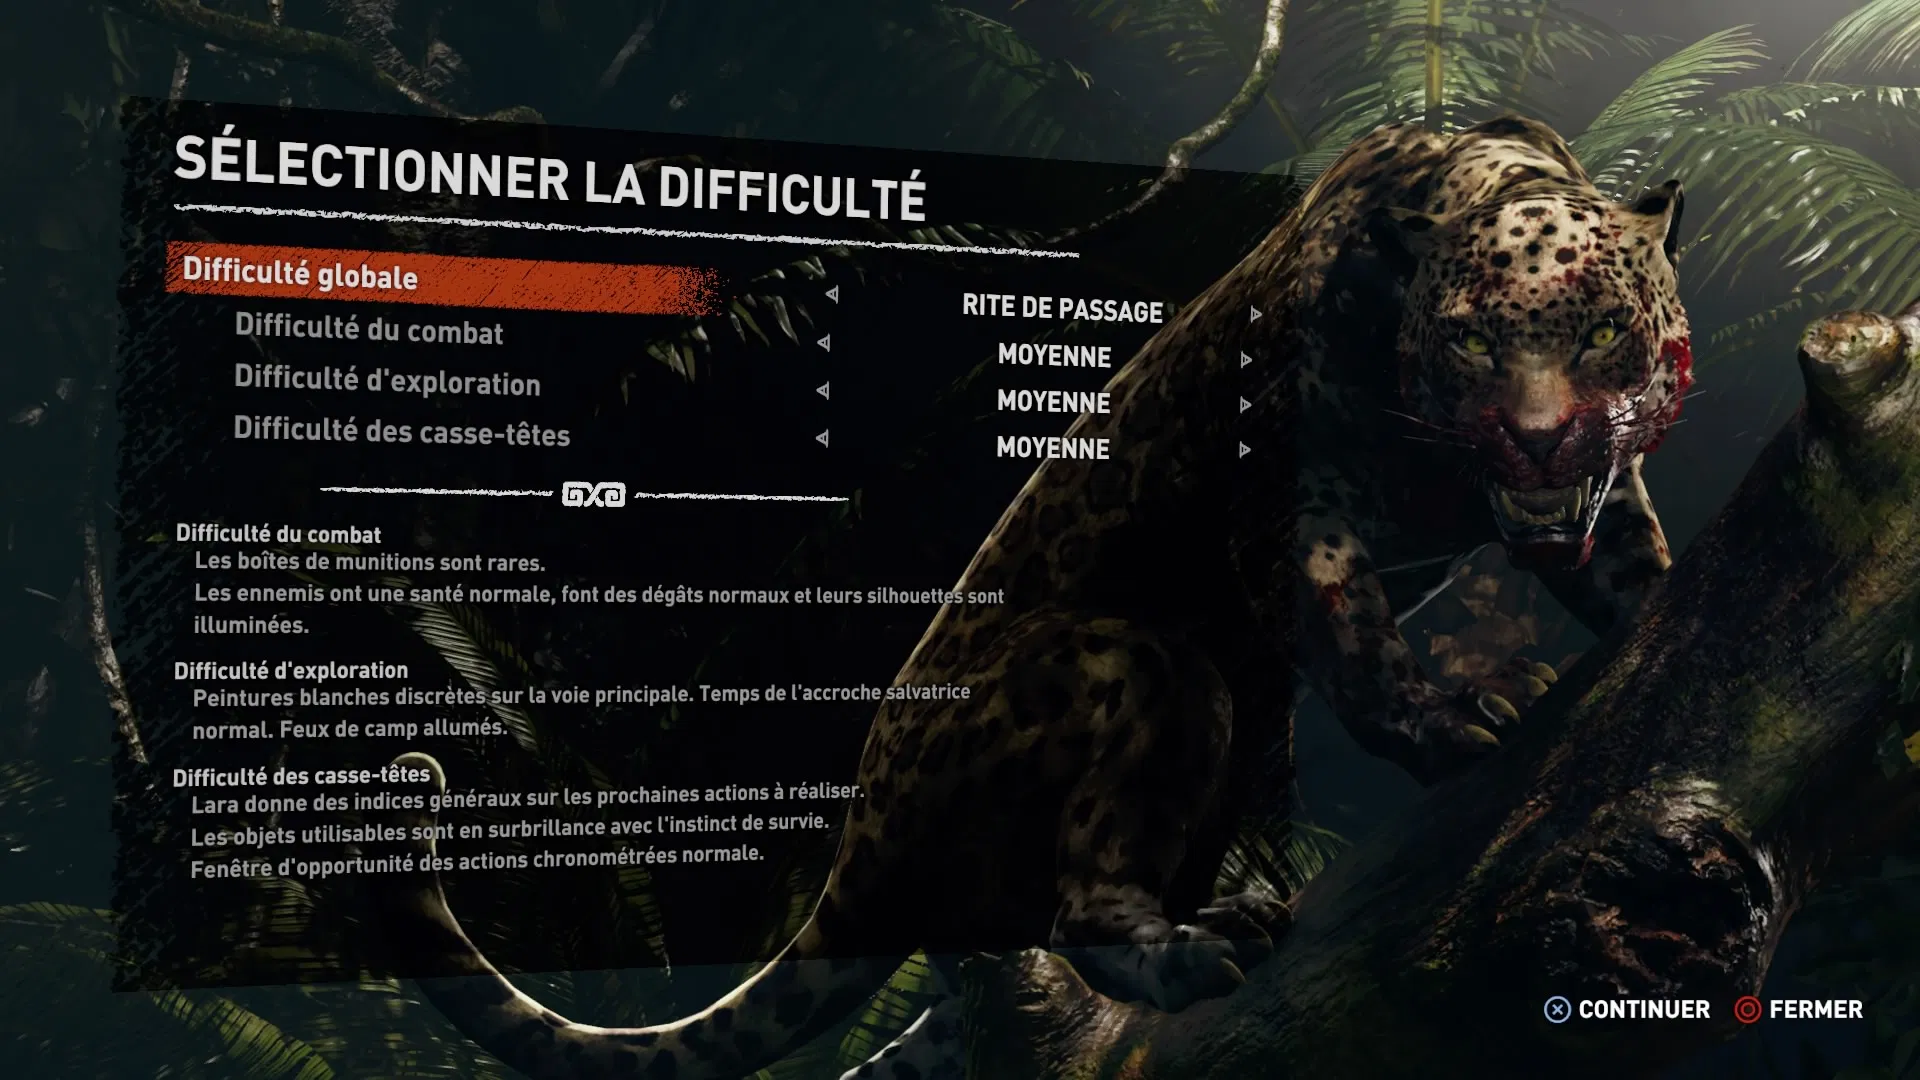 SÉLECTIONNER LA DIFFICULTÉ
Difficulté globale RITE DE PASSAGE
Difficulté du combat MOYENNE
Difficulté d'exploration MOYENNE
Difficulté des casse-têtes MOYENNE
Difficulté du combat
Les boîtes de munitions sont rares.
Les ennemis ont une santé normale, font des dégâts normaux et leurs silhouettes sont
illuminées.
Difficulté d'exploration
Peintures blanches discrètes sur la voie principale. Temps de l'accroche salvatrice
normal. Feux de camp allumés.
Difficulté des casse-têtes
Lara donne des indices généraux sur les prochaines actions à réaliser.
Les objets utilisables sont en surbrillance avec l'instinct de survie.
Fenêtre d'opportunité des actions chronométrées normale.
CONTINUER FERMER